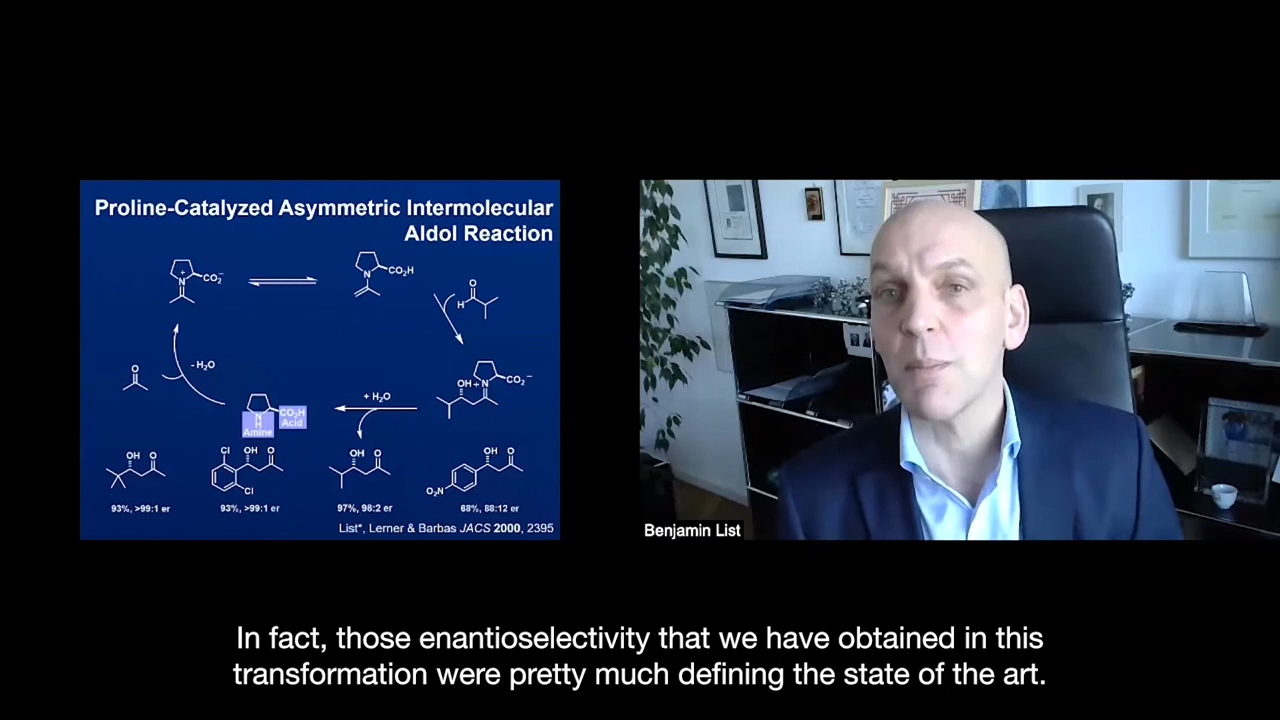 Proline-Catalyzed Asymmetric Intermolecular
Aldol Reaction
N
+
CO₂⁻
N
CO₂H
O
H
- H₂O
O
+ H₂O
OH
+
N
CO₂⁻
N
H
Amine
CO₂H
Acid
OH O
Cl
OH O
Cl
OH O
OH O
O₂N
93%, >99:1 er
93%, >99:1 er
97%, 98:2 er
68%, 88:12 er
List*, Lerner & Barbas JACS 2000, 2395
Benjamin List
In fact, those enantioselectivity that we have obtained in this
transformation were pretty much defining the state of the art.